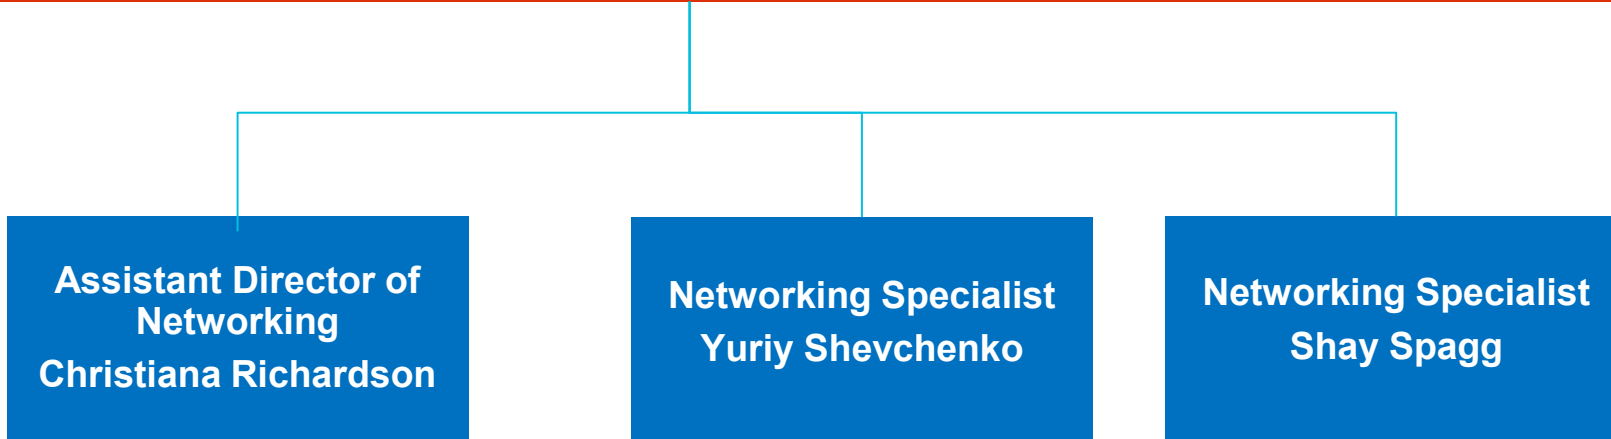 Assistant Director of
Networking
Christiana Richardson
Networking Specialist
Yuriy Shevchenko
Networking Specialist
Shay Spagg